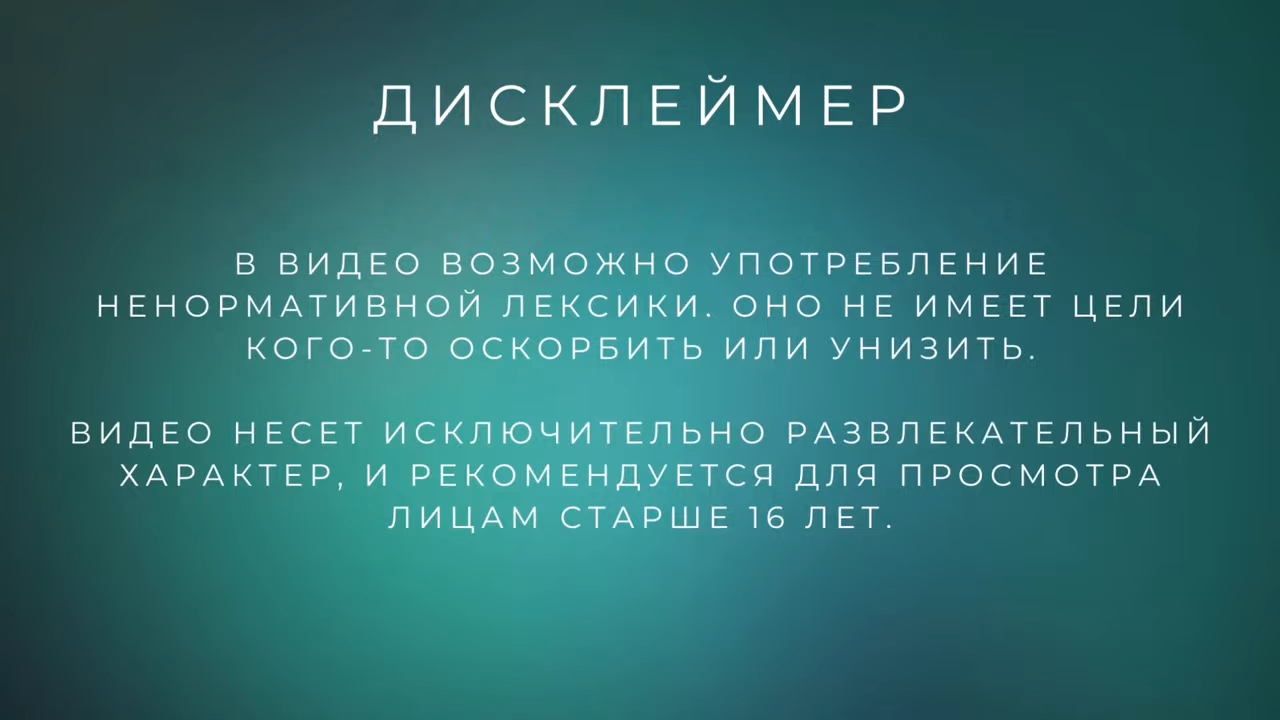 ДИСКЛЕЙМЕР
В ВИДЕО ВОЗМОЖНО УПОТРЕБЛЕНИЕ
НЕНОРМАТИВНОЙ ЛЕКСИКИ. ОНО НЕ ИМЕЕТ ЦЕЛИ
КОГО-ТО ОСКОРБИТЬ ИЛИ УНИЗИТЬ.
ВИДЕО НЕСЕТ ИСКЛЮЧИТЕЛЬНО РАЗВЛЕКАТЕЛЬНЫЙ
ХАРАКТЕР, И РЕКОМЕНДУЕТСЯ ДЛЯ ПРОСМОТРА
ЛИЦАМ СТАРШЕ 16 ЛЕТ.